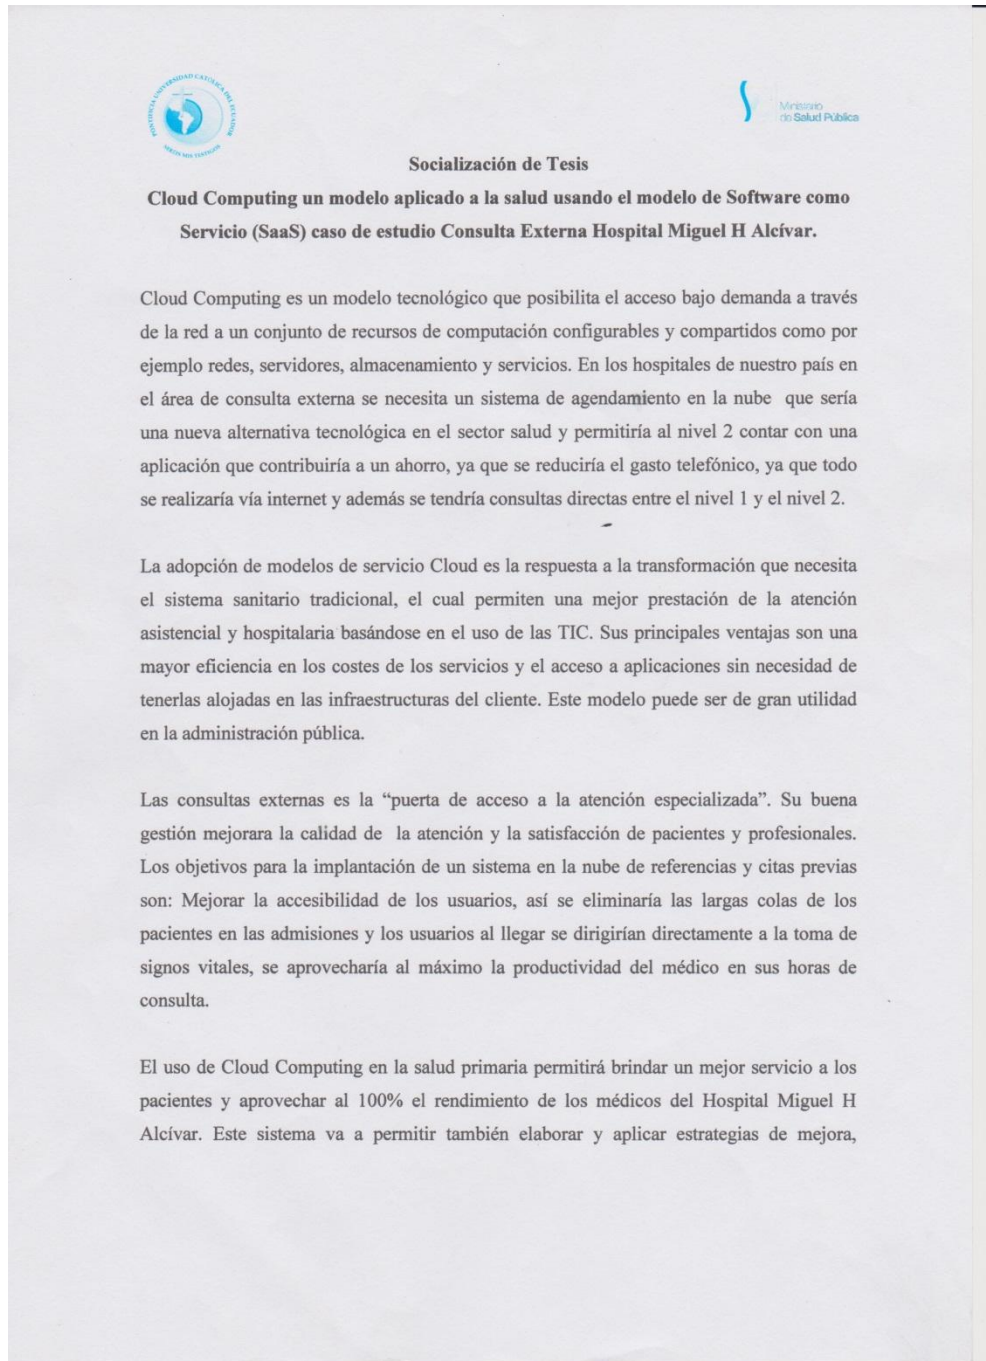 PONTIFICIA UNIVERSIDAD CATÓLICA DEL ECUADOR
SERÉIS MIS TESTIGOS
Ministerio
de Salud Pública
Socialización de Tesis
Cloud Computing un modelo aplicado a la salud usando el modelo de Software como
Servicio (SaaS) caso de estudio Consulta Externa Hospital Miguel H Alcívar.
Cloud Computing es un modelo tecnológico que posibilita el acceso bajo demanda a través
de la red a un conjunto de recursos de computación configurables y compartidos como por
ejemplo redes, servidores, almacenamiento y servicios. En los hospitales de nuestro país en
el área de consulta externa se necesita un sistema de agendamiento en la nube  que sería
una nueva alternativa tecnológica en el sector salud y permitiría al nivel 2 contar con una
aplicación que contribuiría a un ahorro, ya que se reduciría el gasto telefónico, ya que todo
se realizaría vía internet y además se tendría consultas directas entre el nivel 1 y el nivel 2.
La adopción de modelos de servicio Cloud es la respuesta a la transformación que necesita
el sistema sanitario tradicional, el cual permiten una mejor prestación de la atención
asistencial y hospitalaria basándose en el uso de las TIC. Sus principales ventajas son una
mayor eficiencia en los costes de los servicios y el acceso a aplicaciones sin necesidad de
tenerlas alojadas en las infraestructuras del cliente. Este modelo puede ser de gran utilidad
en la administración pública.
Las consultas externas es la “puerta de acceso a la atención especializada”. Su buena
gestión mejorara la calidad de  la atención y la satisfacción de pacientes y profesionales.
Los objetivos para la implantación de un sistema en la nube de referencias y citas previas
son: Mejorar la accesibilidad de los usuarios, así se eliminaría las largas colas de los
pacientes en las admisiones y los usuarios al llegar se dirigirían directamente a la toma de
signos vitales, se aprovecharía al máximo la productividad del médico en sus horas de
consulta.
El uso de Cloud Computing en la salud primaria permitirá brindar un mejor servicio a los
pacientes y aprovechar al 100% el rendimiento de los médicos del Hospital Miguel H
Alcívar. Este sistema va a permitir también elaborar y aplicar estrategias de mejora,